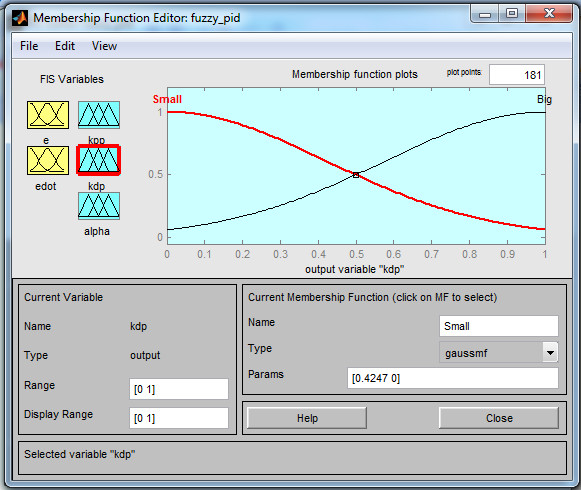 Membership Function Editor: fuzzy_pid
File Edit View
FIS Variables
e
kpp
edot
kdp
alpha
Membership function plots
plot points:
181
Small
Big
1
0.5
0
0 0.1 0.2 0.3 0.4 0.5 0.6 0.7 0.8 0.9 1
output variable "kdp"
Current Variable
Name kdp
Type output
Range [0 1]
Display Range [0 1]
Current Membership Function (click on MF to select)
Name Small
Type gaussmf
Params [0.4247 0]
Help Close
Selected variable "kdp"